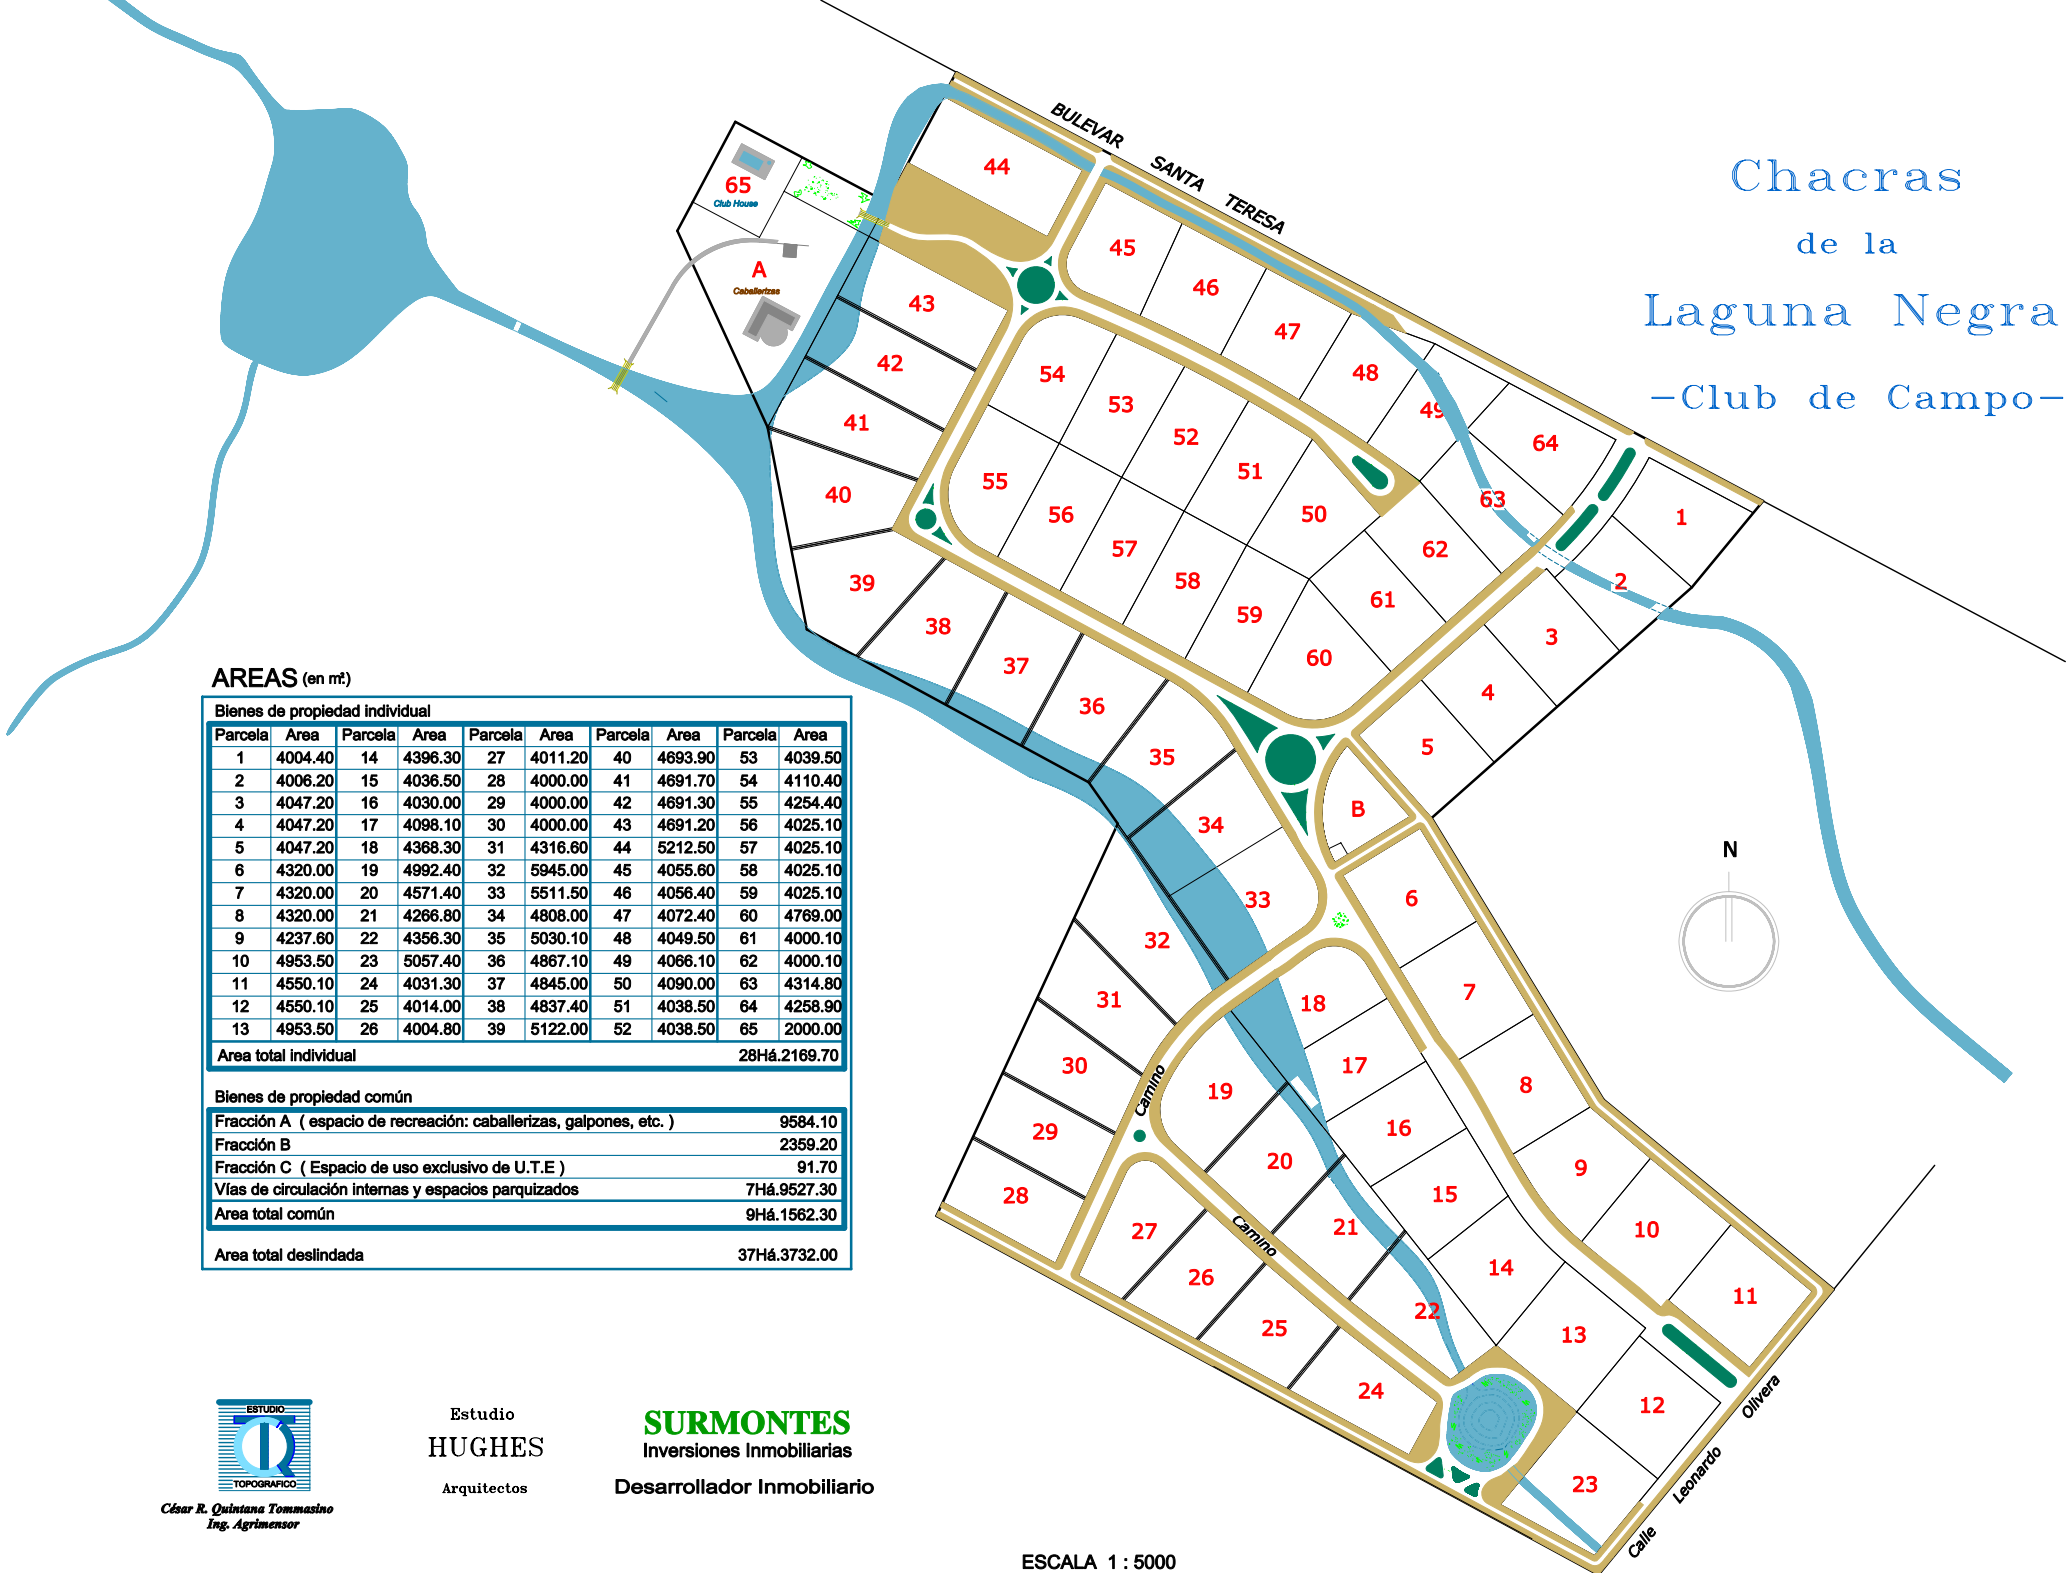 Chacras
de la
Laguna Negra
-Club de Campo-
BULEVAR SANTA TERESA
44
65
Club House
45
A
Caballerizas
46
43
47
42
54
48
53
49
41
52
64
51
55
40
63
50
56
1
57
62
39
58
2
61
59
38
3
60
37
4
36
5
35
B
34
6
33
32
7
31
18
30
17
8
19
Camino
16
29
9
20
15
28
21
10
27
Camino
14
26
11
22
25
13
24
12
23
Calle Leonardo Olivera
N
AREAS (en m².)
Bienes de propiedad individual
Parcela Area Parcela Area Parcela Area Parcela Area Parcela Area
1 4004.40 14 4396.30 27 4011.20 40 4693.90 53 4039.50
2 4006.20 15 4036.50 28 4000.00 41 4691.70 54 4110.40
3 4047.20 16 4030.00 29 4000.00 42 4691.30 55 4254.40
4 4047.20 17 4098.10 30 4000.00 43 4691.20 56 4025.10
5 4047.20 18 4368.30 31 4316.60 44 5212.50 57 4025.10
6 4320.00 19 4992.40 32 5945.00 45 4055.60 58 4025.10
7 4320.00 20 4571.40 33 5511.50 46 4056.40 59 4025.10
8 4320.00 21 4266.80 34 4808.00 47 4072.40 60 4769.00
9 4237.60 22 4356.30 35 5030.10 48 4049.50 61 4000.10
10 4953.50 23 5057.40 36 4867.10 49 4066.10 62 4000.10
11 4550.10 24 4031.30 37 4845.00 50 4090.00 63 4314.80
12 4550.10 25 4014.00 38 4837.40 51 4038.50 64 4258.90
13 4953.50 26 4004.80 39 5122.00 52 4038.50 65 2000.00
Area total individual 28Há.2169.70
Bienes de propiedad común
Fracción A ( espacio de recreación: caballerizas, galpones, etc. ) 9584.10
Fracción B 2359.20
Fracción C ( Espacio de uso exclusivo de U.T.E ) 91.70
Vías de circulación internas y espacios parquizados 7Há.9527.30
Area total común 9Há.1562.30
Area total deslindada 37Há.3732.00
ESTUDIO
TOPOGRAFICO
César R. Quintana Tommasino
Ing. Agrimensor
Estudio
HUGHES
Arquitectos
SURMONTES
Inversiones Inmobiliarias
Desarrollador Inmobiliario
ESCALA 1 : 5000